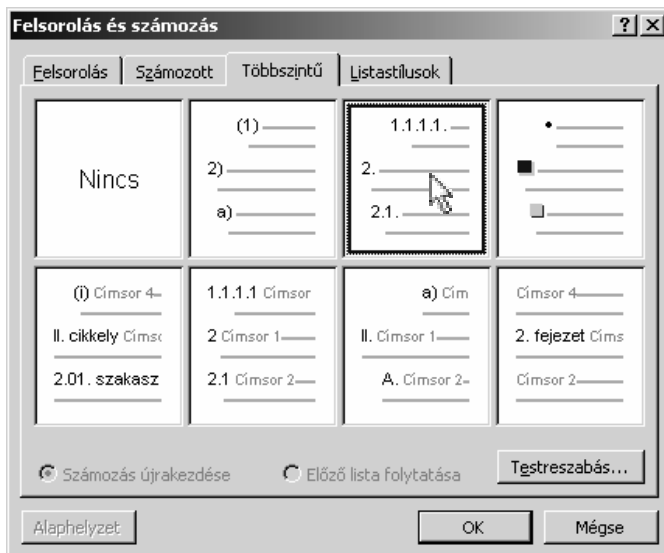 Felsorolás és számozás
Felsorolás Számozott Többszintű Listastílusok
Nincs
(1)
2)
a)
1.1.1.1.
2.
2.1.
(i) Címsor 4
II. cikkely Címsc
2.01. szakasz
1.1.1.1 Címsor
2 Címsor 1
2.1 Címsor 2
a) Cím
II. Címsor 1
A. Címsor 2
Címsor 4
2. fejezet Címs
Címsor 2
Számozás újrakezdése Előző lista folytatása Testreszabás...
Alaphelyzet OK Mégse